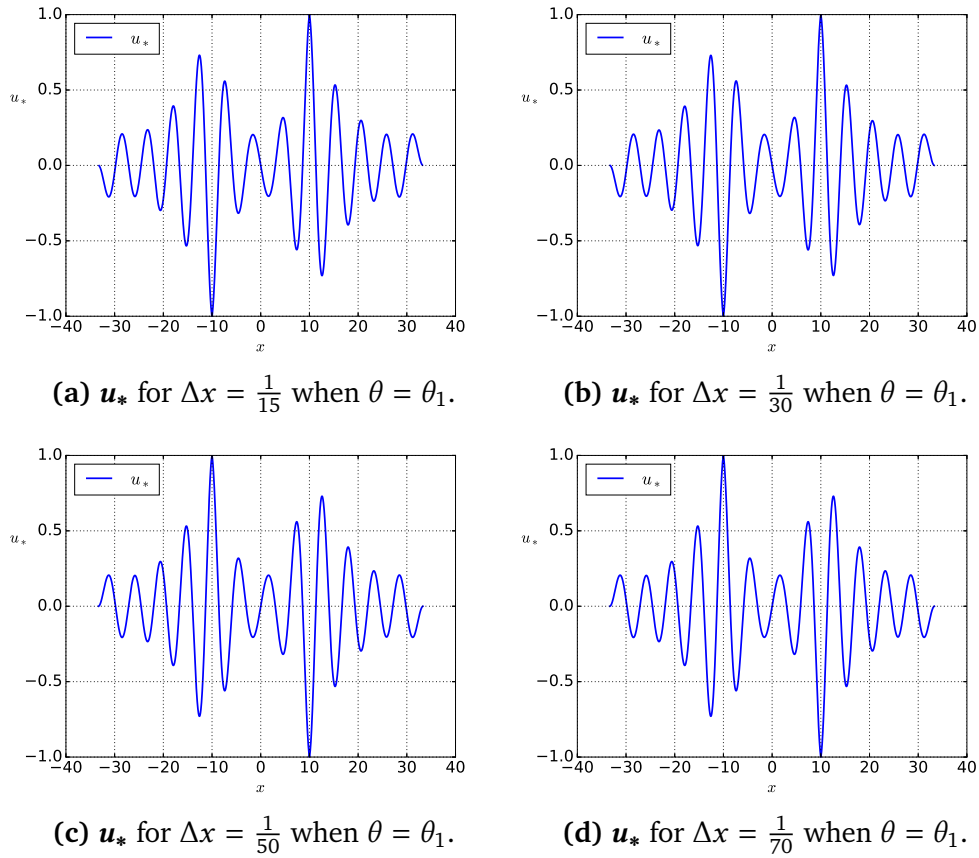 1.0
0.5
u*
0.0
−0.5
−1.0
−40 −30 −20 −10 0 10 20 30 40
x
u*
(a) u* for Δx = 1/15 when θ = θ₁.
1.0
0.5
u*
0.0
−0.5
−1.0
−40 −30 −20 −10 0 10 20 30 40
x
u*
(b) u* for Δx = 1/30 when θ = θ₁.
1.0
0.5
u*
0.0
−0.5
−1.0
−40 −30 −20 −10 0 10 20 30 40
x
u*
(c) u* for Δx = 1/50 when θ = θ₁.
1.0
0.5
u*
0.0
−0.5
−1.0
−40 −30 −20 −10 0 10 20 30 40
x
u*
(d) u* for Δx = 1/70 when θ = θ₁.